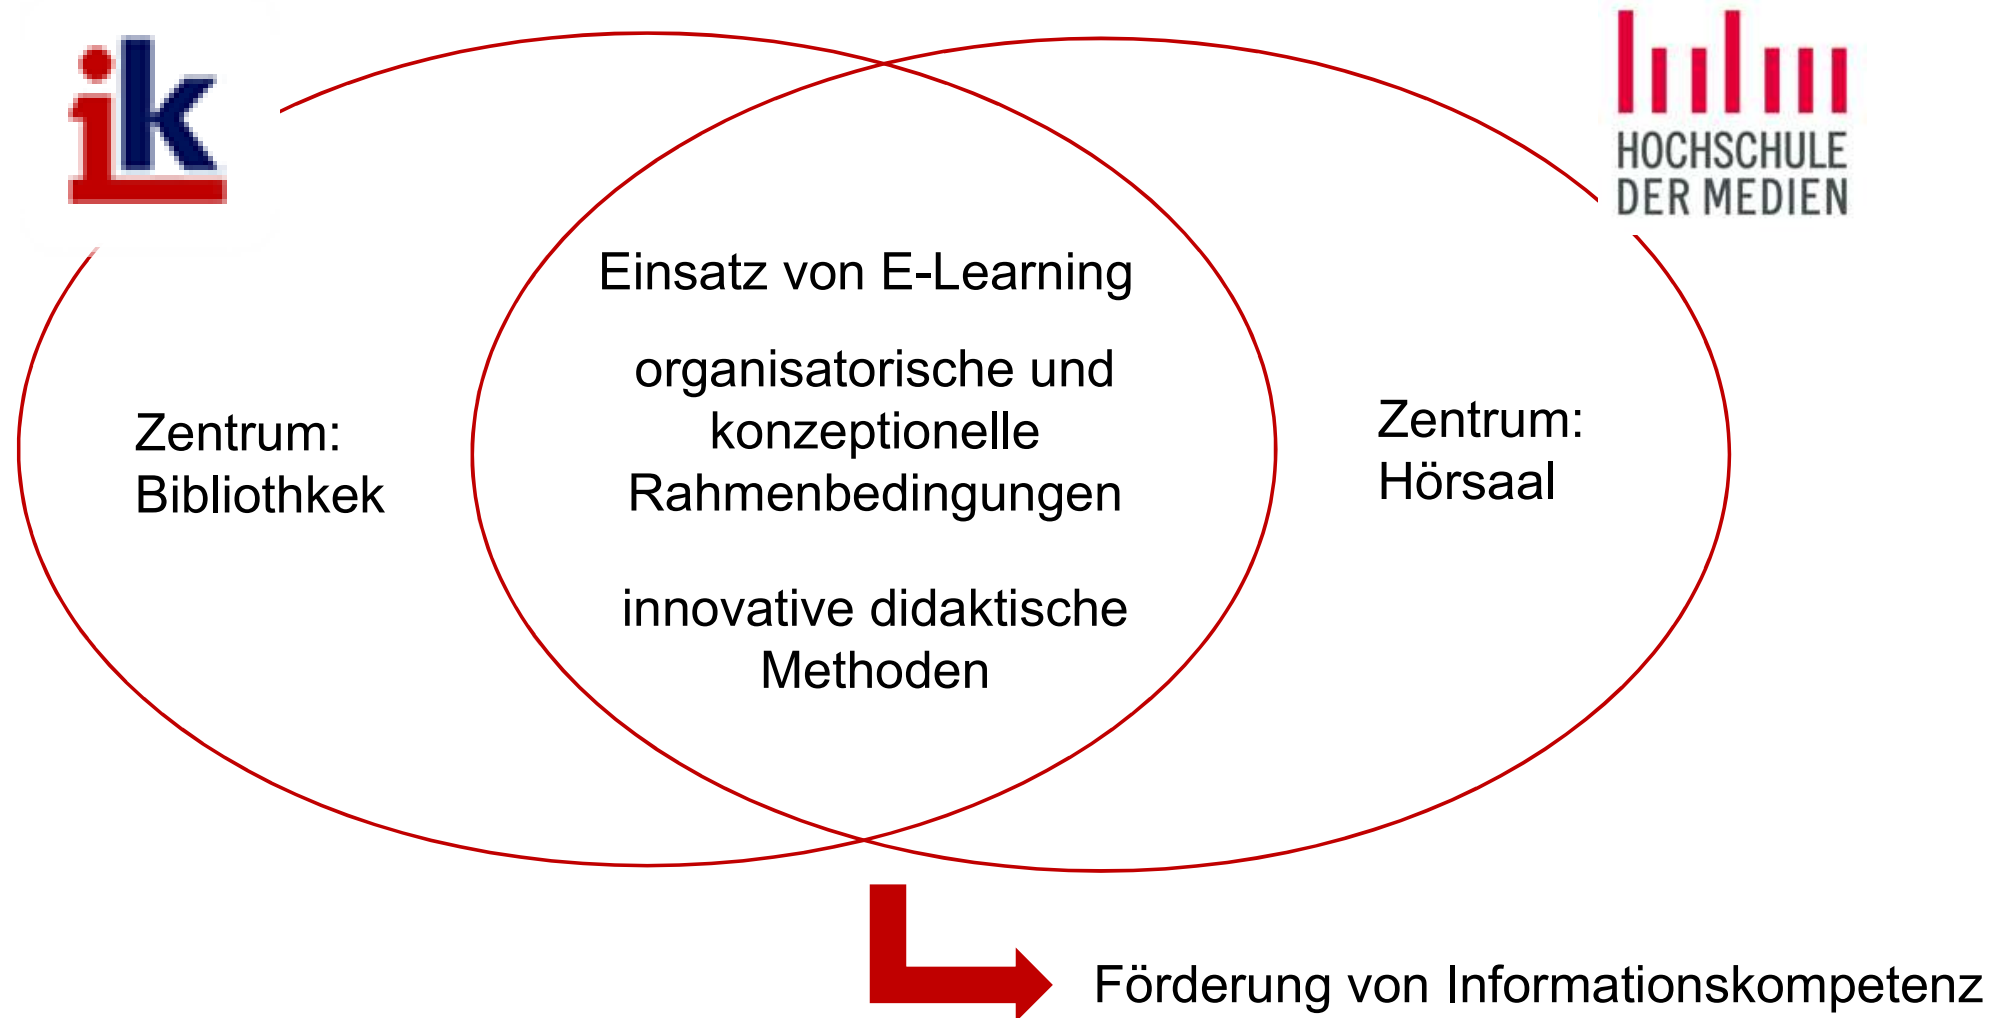 ik
HOCHSCHULE
DER MEDIEN
Einsatz von E-Learning
organisatorische und
konzeptionelle
Rahmenbedingungen
innovative didaktische
Methoden
Zentrum:
Bibliothkek
Zentrum:
Hörsaal
Förderung von Informationskompetenz